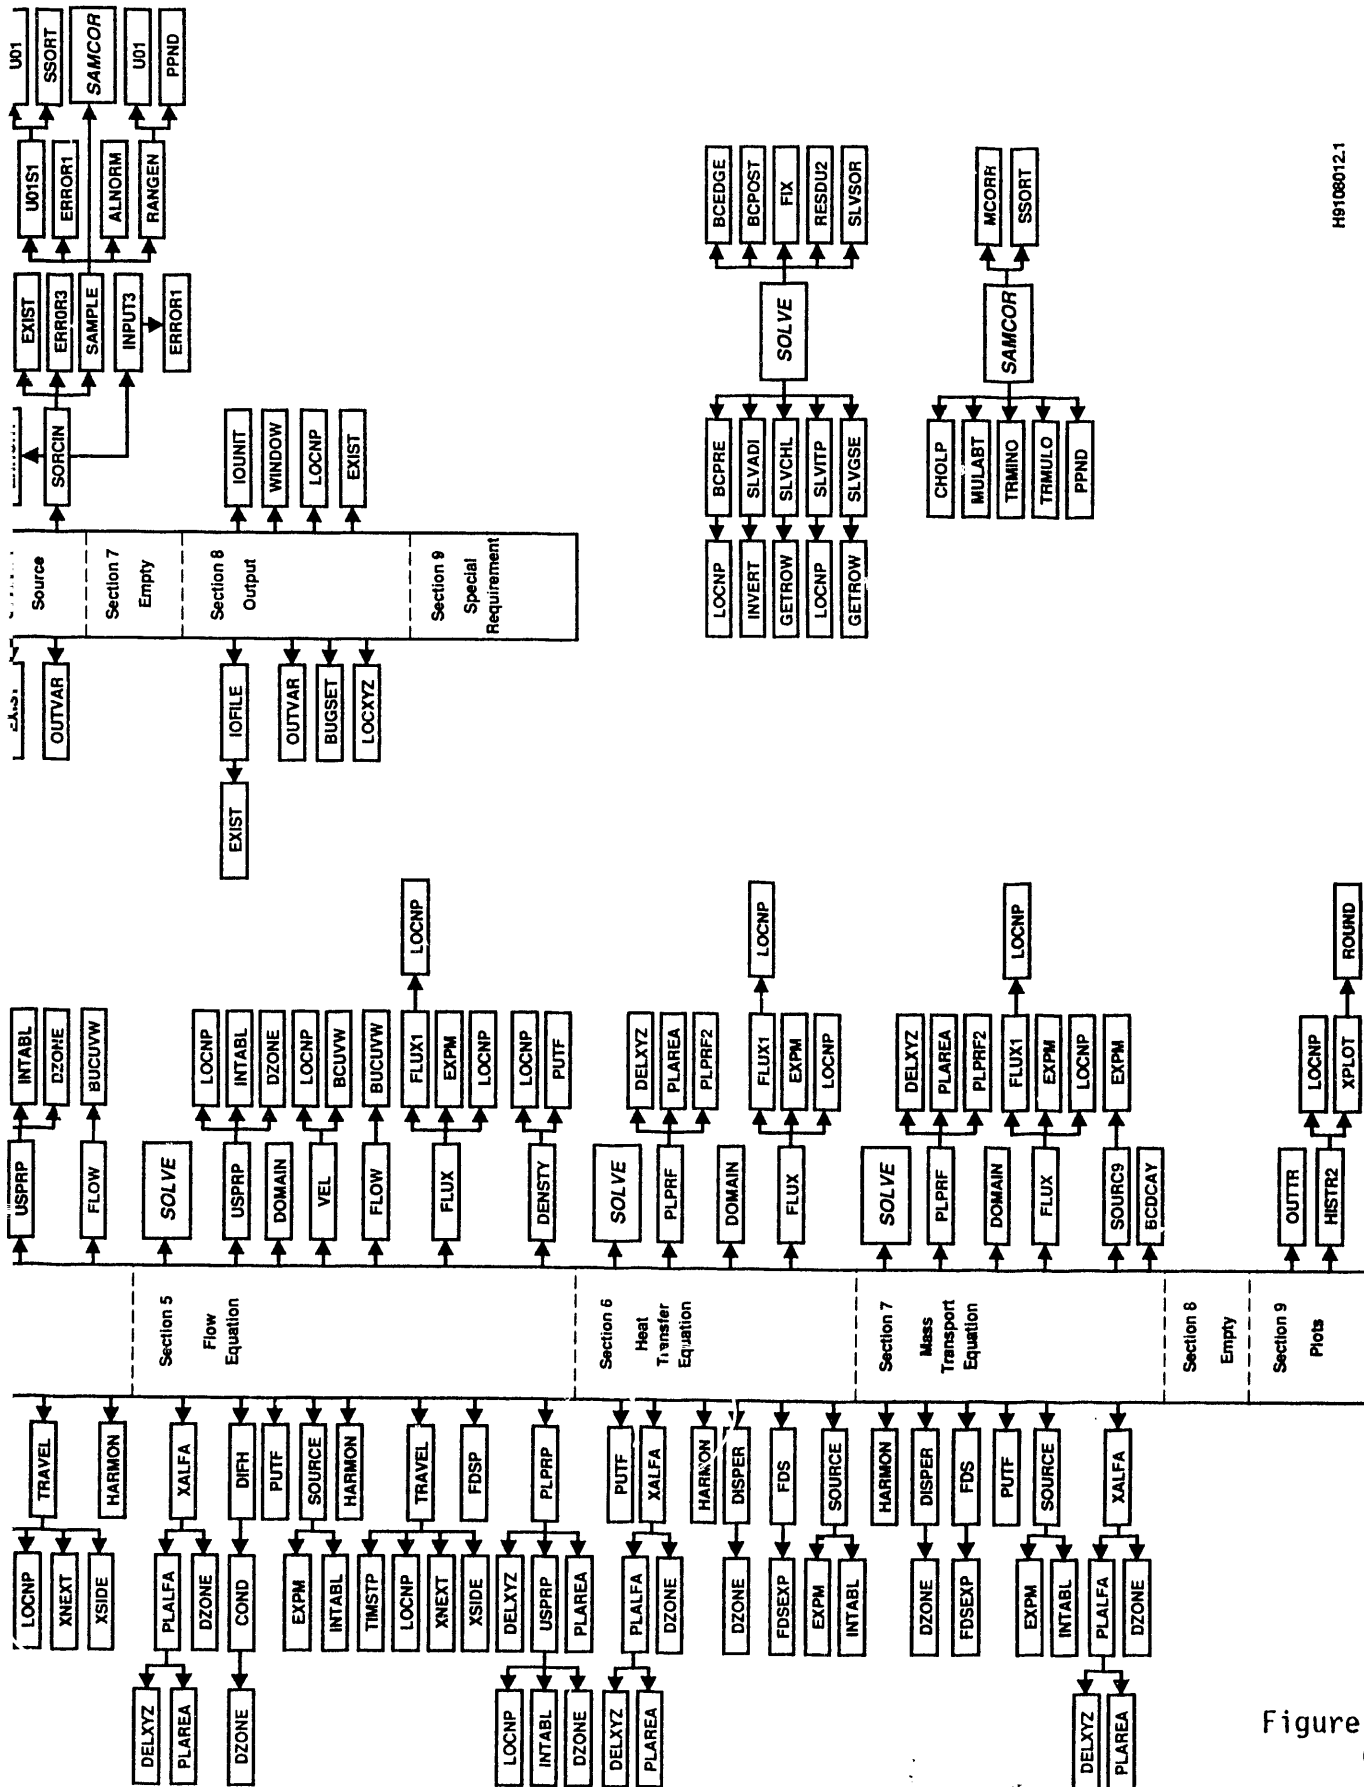 U01
SSORT
SAMCOR
U01
PPND
U01S1
ERROR1
ALNORM
RANGEN
EXIST
ERROR3
SAMPLE
INPUT3
ERROR1
SORCIN
Source
OUTVAR
Section 7
Empty
Section 8
Output
IOUNIT
WINDOW
LOCNP
EXIST
IOFILE
EXIST
OUTVAR
BUGSET
LOCXYZ
Section 9
Special
Requirement
BCEDGE
BCPOST
FIX
RESDU2
SLVSOR
SOLVE
BCPRE
SLVADI
SLVCHL
SLVITP
SLVGSE
LOCNP
INVERT
GETROW
LOCNP
GETROW
MCORR
SSORT
SAMCOR
CHOLP
MULABT
TRMINO
TRMULO
PPND
H9108012.1
INTABL
DZONE
BUCUVW
USPRP
FLOW
TRAVEL
HARMON
LOCNP
XNEXT
XSIDE
Section 5
Flow
Equation
SOLVE
USPRP
DOMAIN
VEL
FLOW
FLUX
DENSTY
LOCNP
INTABL
DZONE
LOCNP
BCUVW
BUCUVW
FLUX1
EXPM
LOCNP
LOCNP
PUTF
LOCNP
XALFA
DIFH
PUTF
SOURCE
HARMON
TRAVEL
FDSP
PLPRP
PLALFA
DZONE
COND
EXPM
INTABL
TIMSTP
LOCNP
XNEXT
XSIDE
DELXYZ
USPRP
PLAREA
DELXYZ
PLAREA
DZONE
LOCNP
INTABL
DZONE
Section 6
Heat
Transfer
Equation
SOLVE
PLPRF
DOMAIN
FLUX
DELXYZ
PLAREA
PLPRF2
FLUX1
EXPM
LOCNP
LOCNP
PUTF
XALFA
HARMON
DISPER
FDS
SOURCE
PLALFA
DZONE
DZONE
FDSEXP
EXPM
INTABL
DELXYZ
PLAREA
Section 7
Mass
Transport
Equation
SOLVE
PLPRF
DOMAIN
FLUX
SOURC9
BCDCAY
DELXYZ
PLAREA
PLPRF2
FLUX1
EXPM
LOCNP
EXPM
LOCNP
HARMON
DISPER
FDS
PUTF
SOURCE
XALFA
DZONE
FDSEXP
EXPM
INTABL
PLALFA
DZONE
DELXYZ
PLAREA
Section 8
Empty
Section 9
Plots
OUTTR
HISTR2
LOCNP
XPLOT
ROUND
Figure